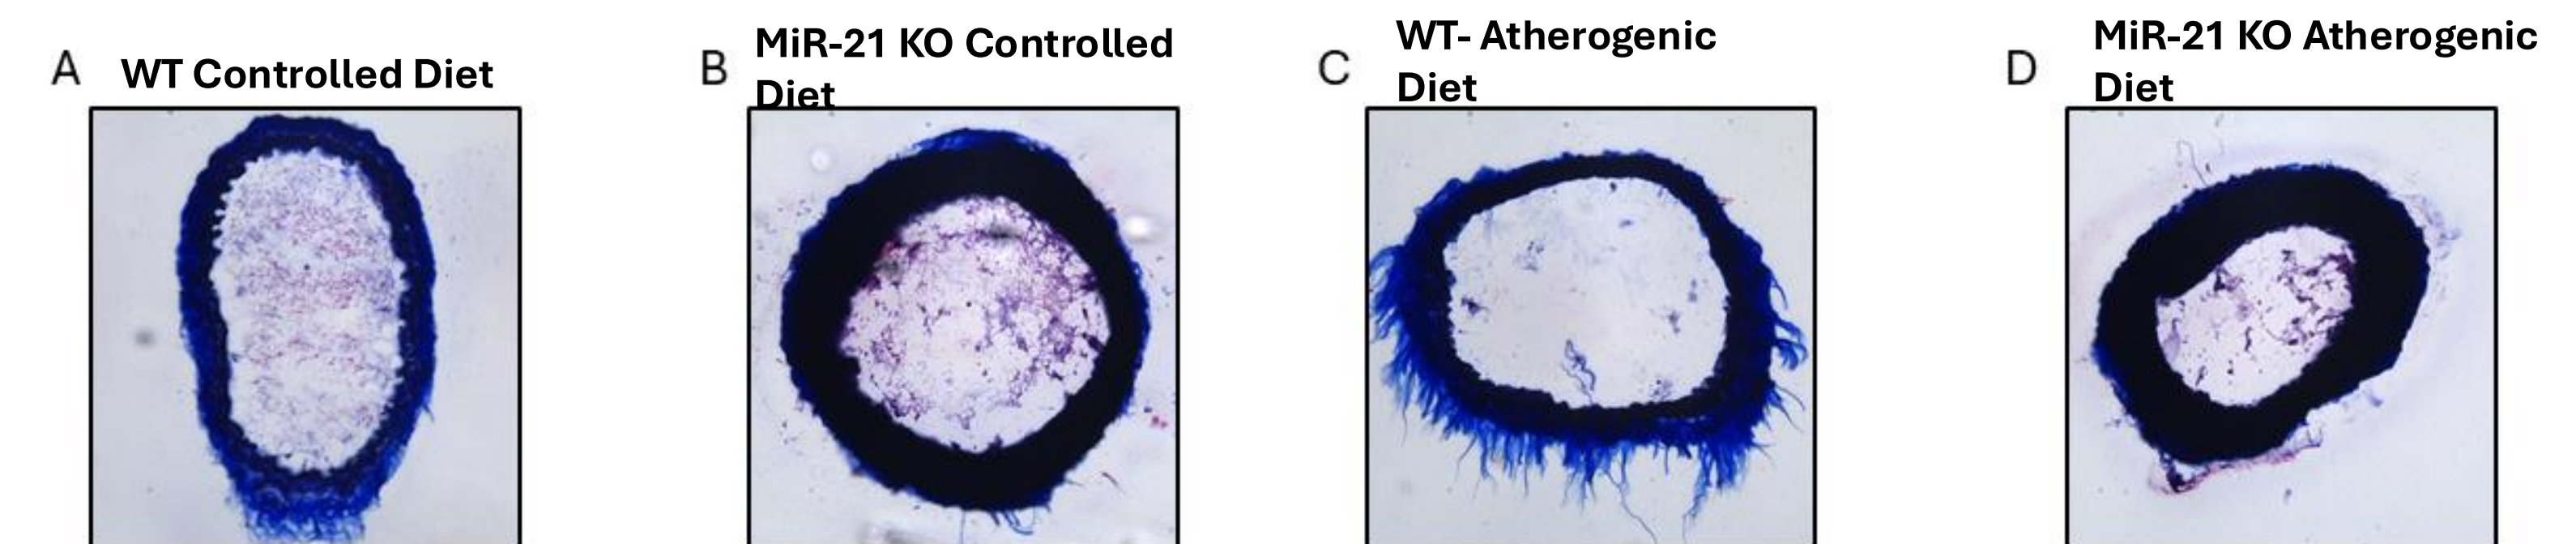 A
WT Controlled Diet
B
MiR-21 KO Controlled
Diet
C
WT- Atherogenic
Diet
D
MiR-21 KO Atherogenic
Diet